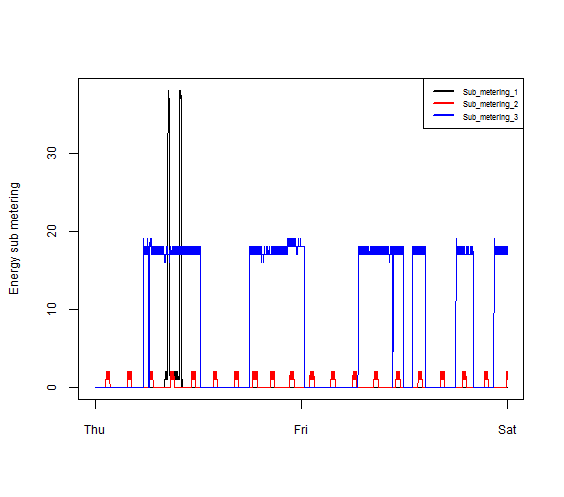 Sub_metering_1
Sub_metering_2
Sub_metering_3
Energy sub metering
30
20
10
0
Thu Fri Sat